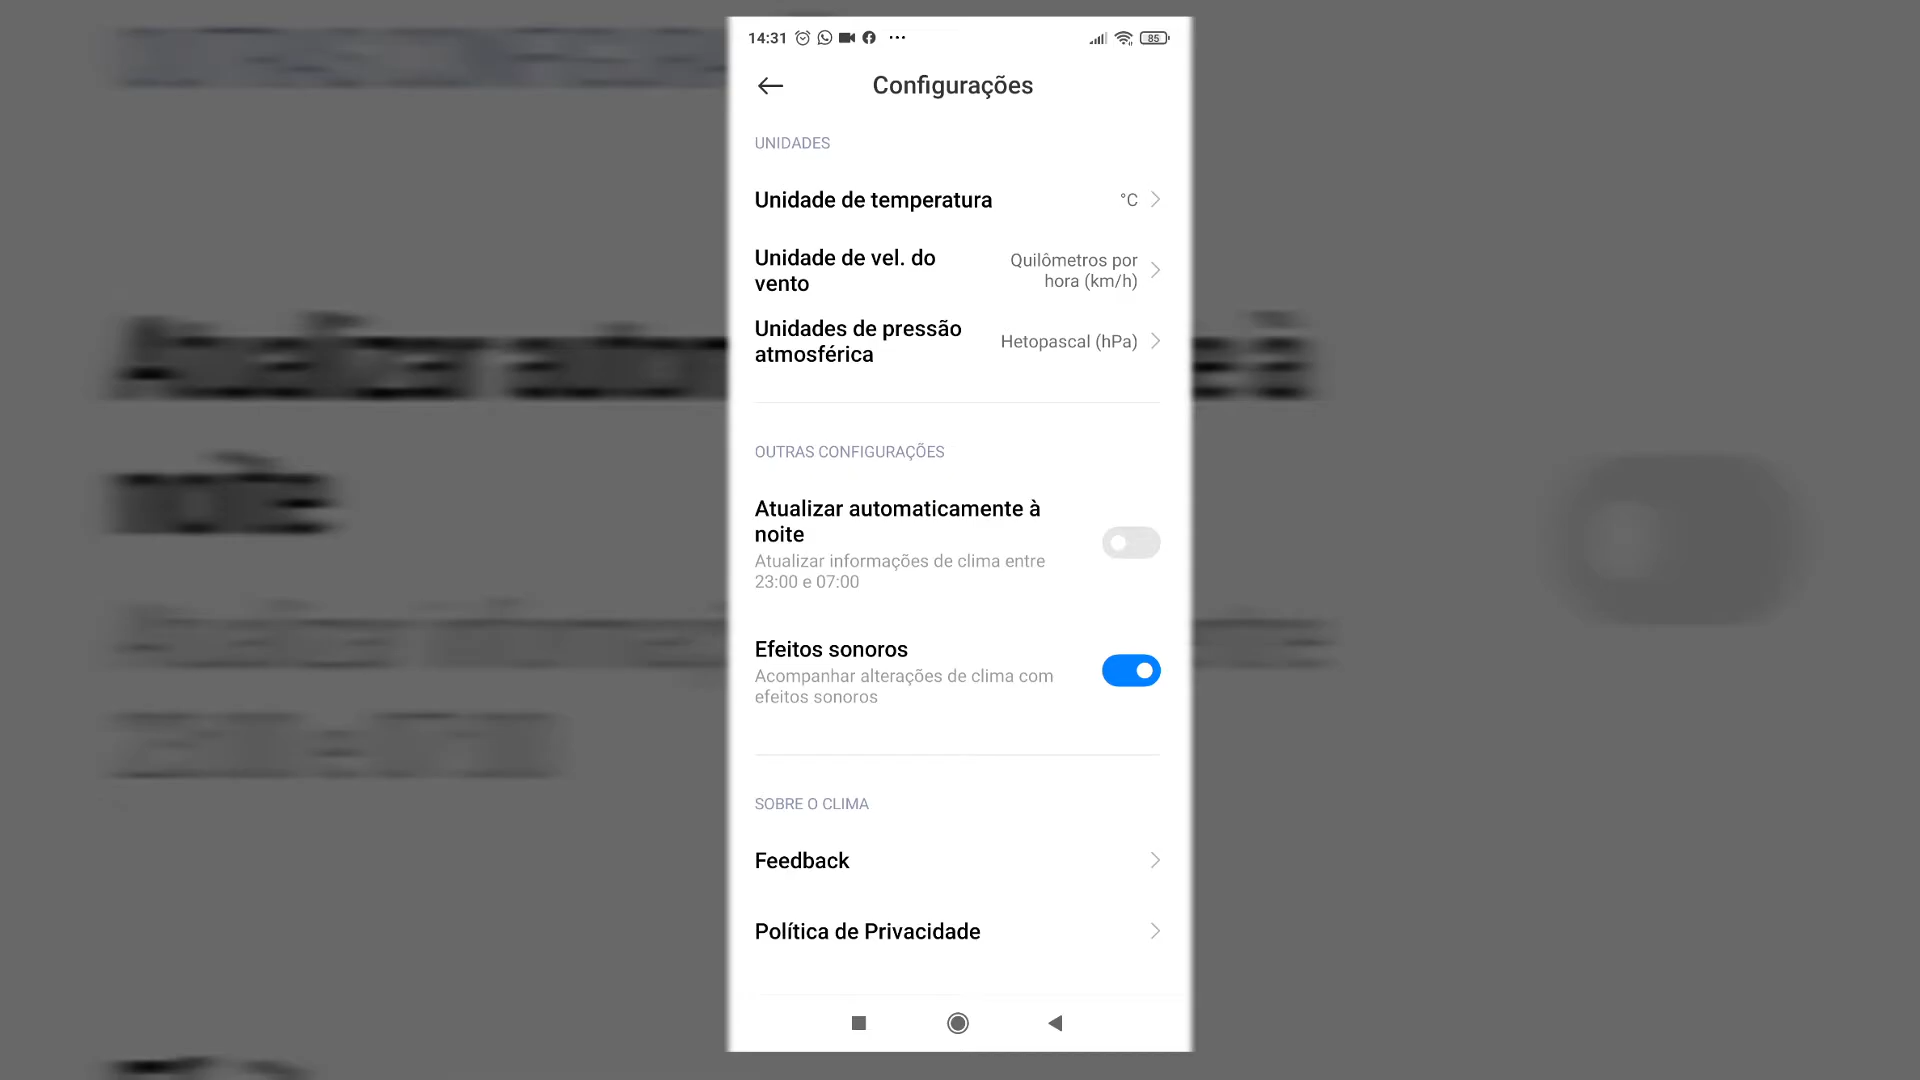 14:31
85
Configurações
UNIDADES
Unidade de temperatura
°C
Unidade de vel. do
vento
Quilômetros por
hora (km/h)
Unidades de pressão
atmosférica
Hetopascal (hPa)
OUTRAS CONFIGURAÇÕES
Atualizar automaticamente à
noite
Atualizar informações de clima entre
23:00 e 07:00
Efeitos sonoros
Acompanhar alterações de clima com
efeitos sonoros
SOBRE O CLIMA
Feedback
Política de Privacidade